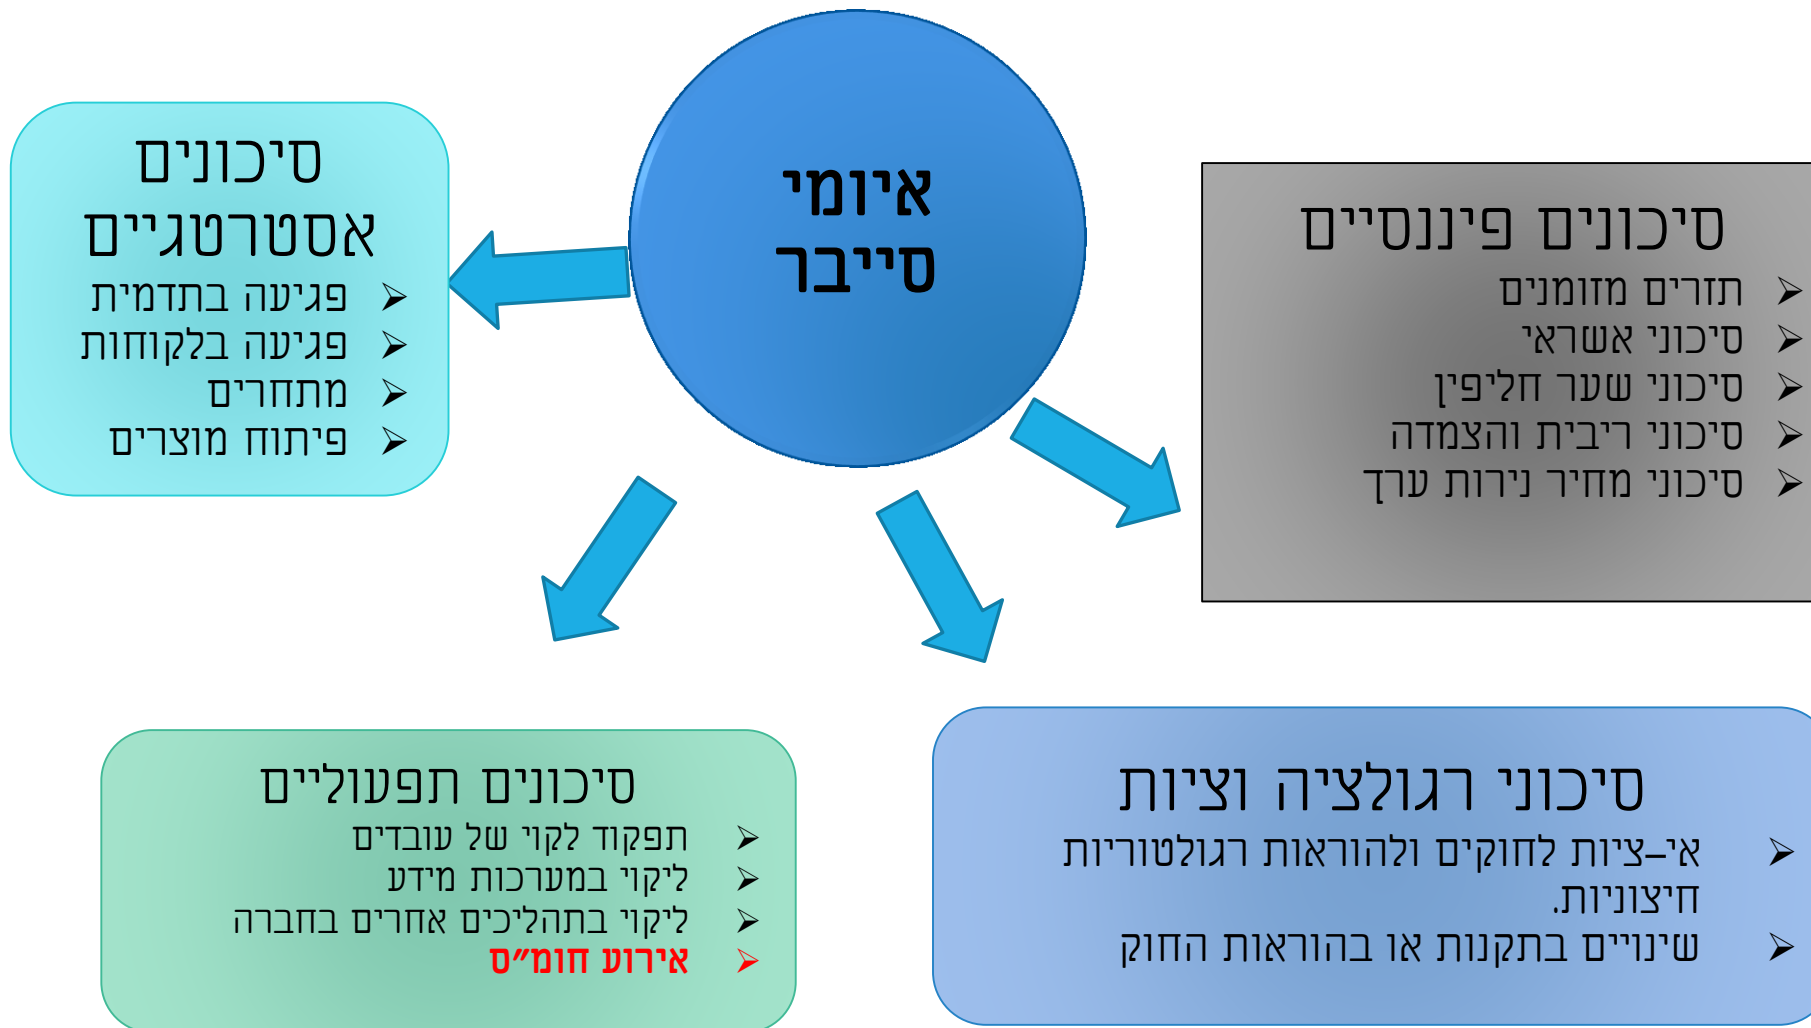 איומי
סייבר
סיכונים פיננסיים
תזרים מזומנים
סיכוני אשראי
סיכוני שער חליפין
סיכוני ריבית והצמדה
סיכוני מחיר נירות ערך
סיכונים
אסטרטגיים
פגיעה בתדמית
פגיעה בלקוחות
מתחרים
פיתוח מוצרים
סיכוני רגולציה וציות
אי–ציות לחוקים ולהוראות רגולטוריות
חיצוניות.
שינויים בתקנות או בהוראות החוק
סיכונים תפעוליים
תפקוד לקוי של עובדים
ליקוי במערכות מידע
ליקוי בתהליכים אחרים בחברה
אירוע חומ״ס